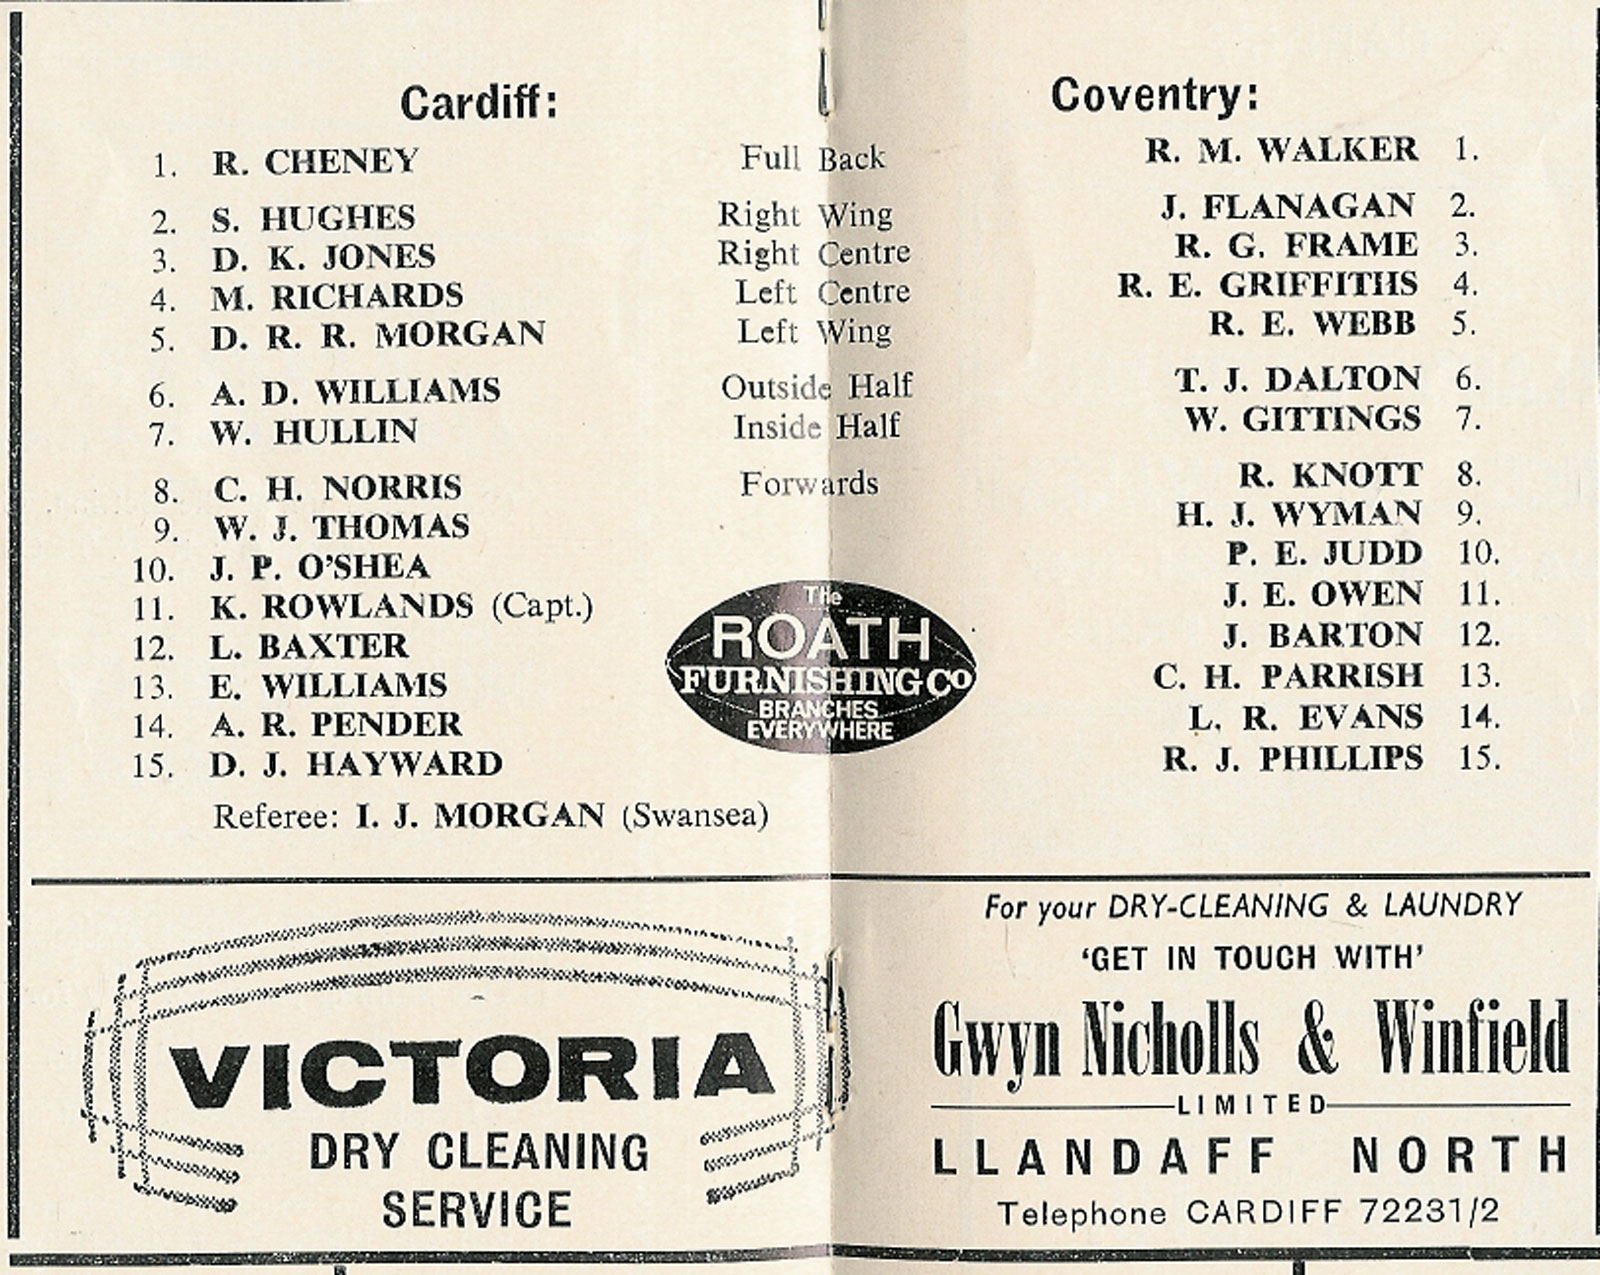 Cardiff: Coventry:
1. R. CHENEY Full Back R. M. WALKER 1.
2. S. HUGHES Right Wing J. FLANAGAN 2.
3. D. K. JONES Right Centre R. G. FRAME 3.
4. M. RICHARDS Left Centre R. E. GRIFFITHS 4.
5. D. R. R. MORGAN Left Wing R. E. WEBB 5.
6. A. D. WILLIAMS Outside Half T. J. DALTON 6.
7. W. HULLIN Inside Half W. GITTINGS 7.
8. C. H. NORRIS Forwards R. KNOTT 8.
9. W. J. THOMAS H. J. WYMAN 9.
10. J. P. O'SHEA P. E. JUDD 10.
11. K. ROWLANDS (Capt.) J. E. OWEN 11.
12. L. BAXTER J. BARTON 12.
13. E. WILLIAMS C. H. PARRISH 13.
14. A. R. PENDER L. R. EVANS 14.
15. D. J. HAYWARD R. J. PHILLIPS 15.
The
ROATH
FURNISHING CO
BRANCHES
EVERYWHERE
Referee: I. J. MORGAN (Swansea)
VICTORIA
DRY CLEANING
SERVICE
For your DRY-CLEANING & LAUNDRY
'GET IN TOUCH WITH'
Gwyn Nicholls & Winfield
LIMITED
LLANDAFF NORTH
Telephone CARDIFF 72231/2